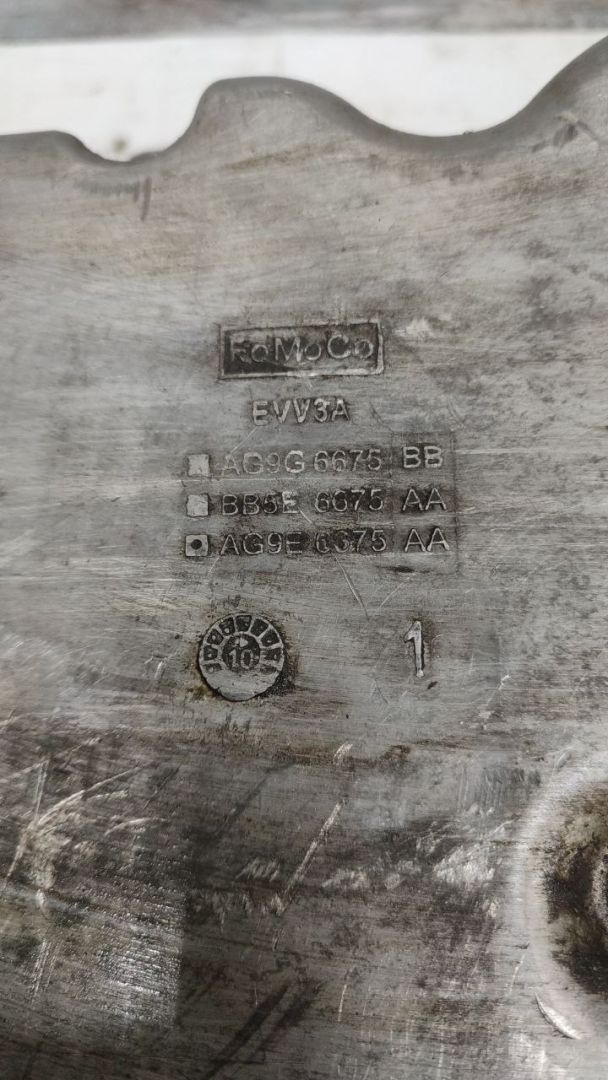 FoMoCo
EVV3A
AG9G 6675 BB
BB5E 6675 AA
AG9E 6675 AA
10
1